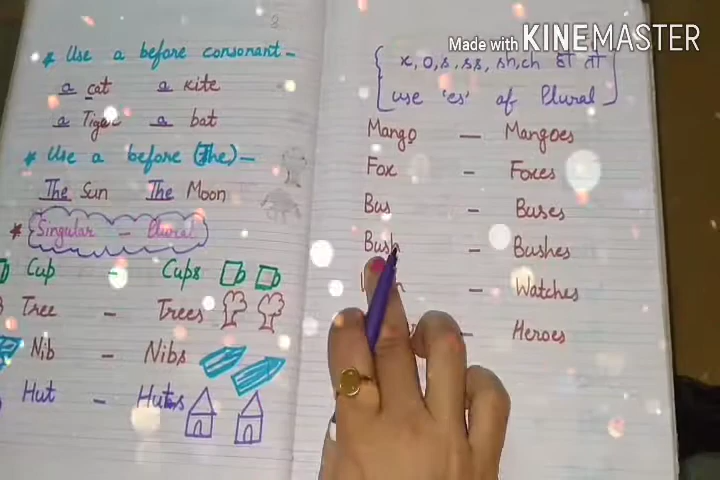 Made with KINEMASTER
3
* Use a before consonant -
a cat a kite
a Tiger a bat
* Use a before (The) -
The Sun The Moon
* Singular - Plural
Cup - Cups
Tree - Trees
Nib - Nibs
Hut - Huts
x, o, s, ss, sh, ch हो तो
use 'es' of Plural
Mango - Mangoes
Fox - Foxes
Bus - Buses
Bush - Bushes
- Watches
- Heroes